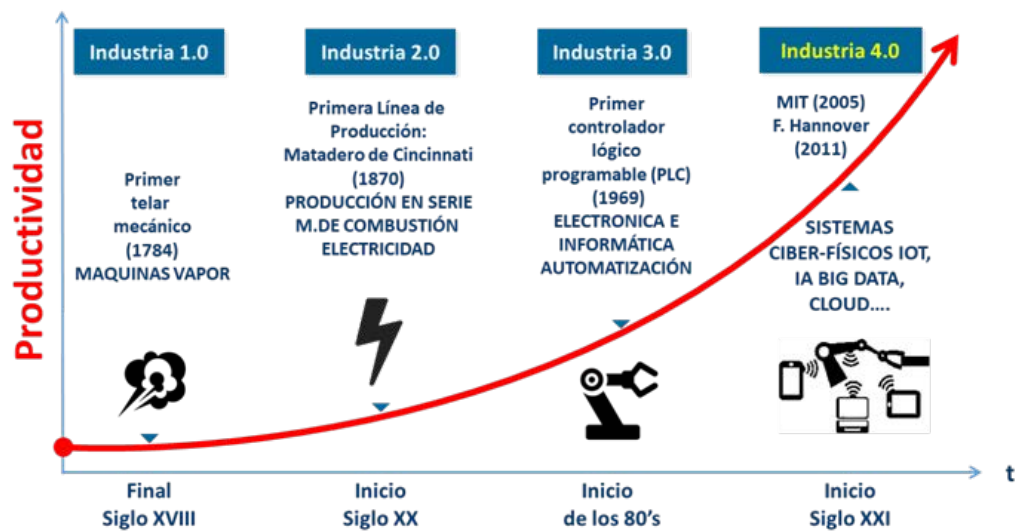 Productividad
Industria 1.0
Primer
telar
mecánico
(1784)
MAQUINAS VAPOR
Industria 2.0
Primera Línea de
Producción:
Matadero de Cincinnati
(1870)
PRODUCCIÓN EN SERIE
M.DE COMBUSTIÓN
ELECTRICIDAD
Industria 3.0
Primer
controlador
lógico
programable (PLC)
(1969)
ELECTRONICA E
INFORMÁTICA
AUTOMATIZACIÓN
Industria 4.0
MIT (2005)
F. Hannover
(2011)
SISTEMAS
CIBER-FÍSICOS IOT,
IA BIG DATA,
CLOUD....
t
Final
Siglo XVIII
Inicio
Siglo XX
Inicio
de los 80’s
Inicio
Siglo XXI